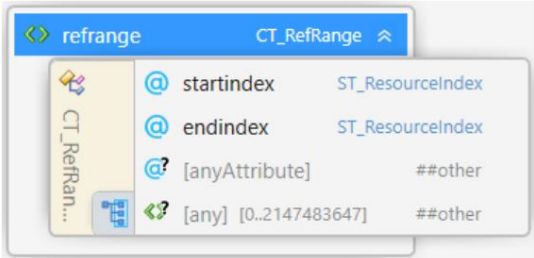 refrange CT_RefRange
CT_RefRan...
@ startindex ST_ResourceIndex
@ endindex ST_ResourceIndex
@? [anyAttribute] ##other
<>? [any] [0..2147483647] ##other